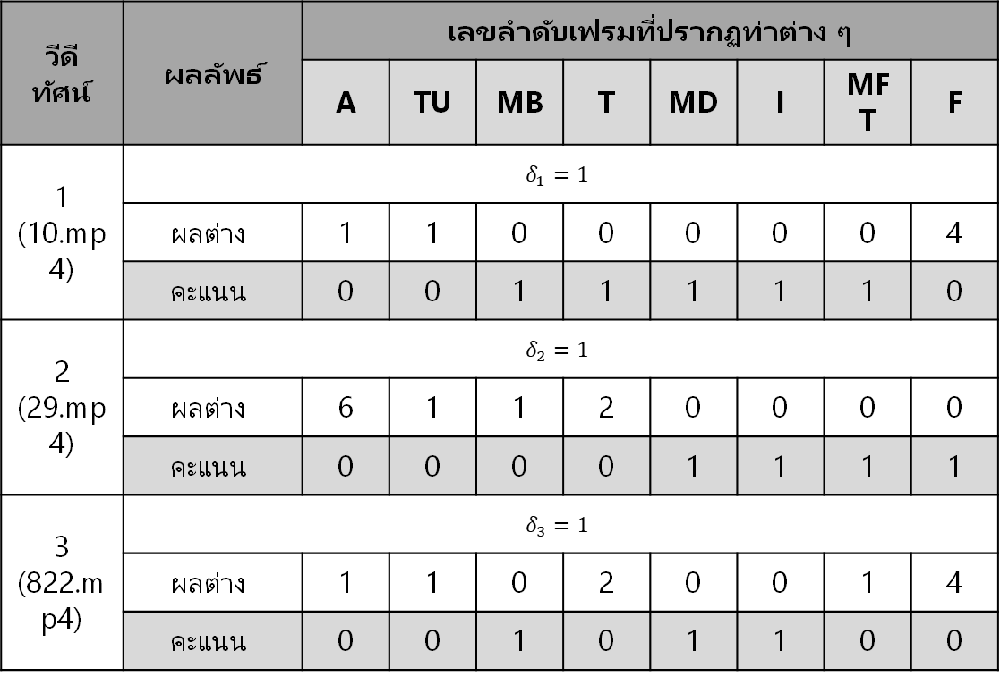 วีดีทัศน์ ผลลัพธ์ เลขลำดับเฟรมที่ปรากฏท่าต่าง ๆ
A TU MB T MD I MFT F
1 (10.mp4)
δ₁ = 1
ผลต่าง 1 1 0 0 0 0 0 4
คะแนน 0 0 1 1 1 1 1 0
2 (29.mp4)
δ₂ = 1
ผลต่าง 6 1 1 2 0 0 0 0
คะแนน 0 0 0 0 1 1 1 1
3 (822.mp4)
δ₃ = 1
ผลต่าง 1 1 0 2 0 0 1 4
คะแนน 0 0 1 0 1 1 0 0